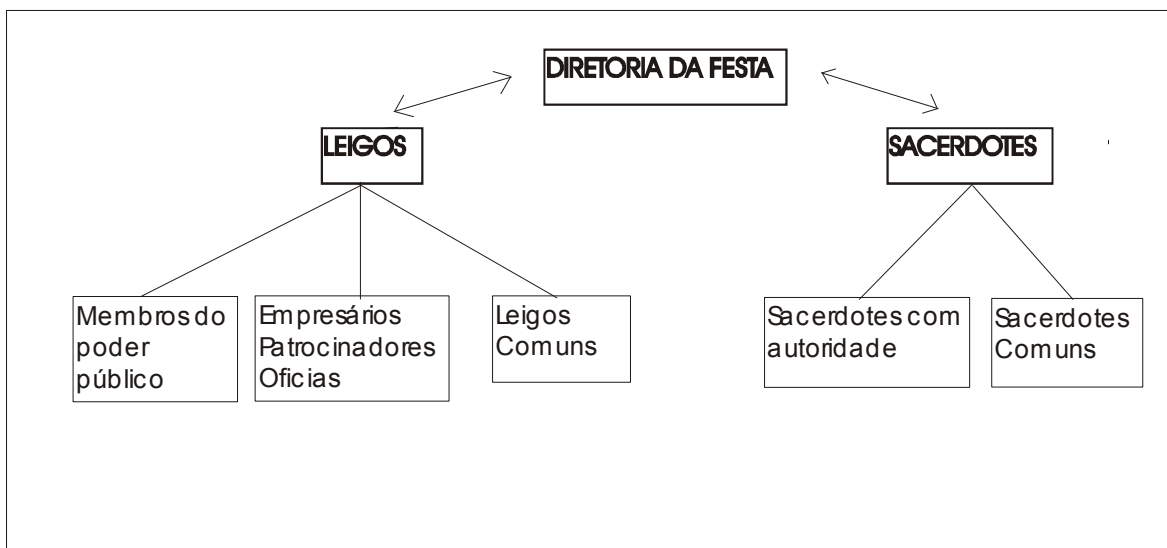 DIRETORIA DA FESTA
LEIGOS
SACERDOTES
Membros do
poder
público
Empresários
Patrocinadores
Oficias
Leigos
Comuns
Sacerdotes com
autoridade
Sacerdotes
Comuns